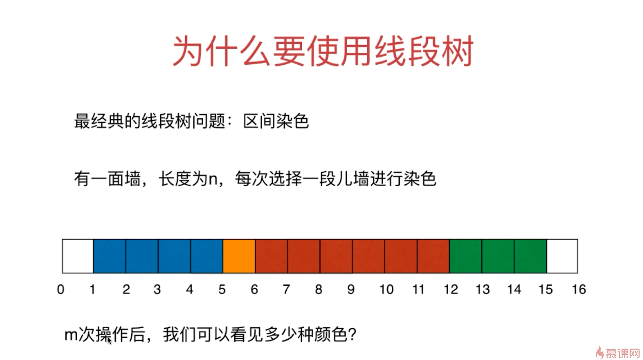 为什么要使用线段树
最经典的线段树问题：区间染色
有一面墙，长度为n，每次选择一段儿墙进行染色
0 1 2 3 4 5 6 7 8 9 10 11 12 13 14 15 16
m次操作后，我们可以看见多少种颜色？
慕课网